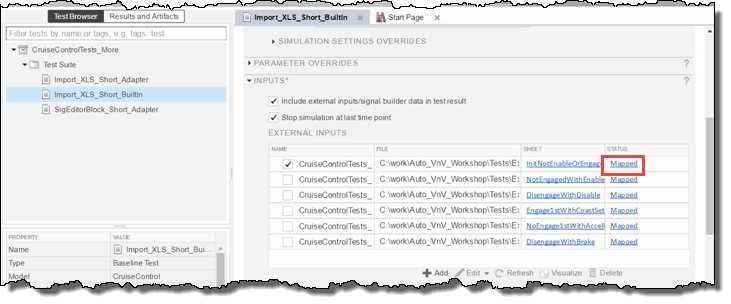 Test Browser Results and Artifacts
Import_XLS_Short_BuiltIn Start Page
Filter tests by name or tags, e.g. tags: test
CruiseControlTests_More
Test Suite
Import_XLS_Short_Adapter
Import_XLS_Short_BuiltIn
SigEditorBlock_Short_Adapter
PROPERTY VALUE
Name Import_XLS_Short_Bui...
Type Baseline Test
Model CruiseControl
SIMULATION SETTINGS OVERRIDES
PARAMETER OVERRIDES ?
INPUTS* ?
Include external inputs/signal builder data in test result
Stop simulation at last time point
EXTERNAL INPUTS
NAME FILE SHEET STATUS
CruiseControlTests_ C:\work\Auto_VnV_Workshop\Tests\E: InitNotEnableOrEngage Mapped
CruiseControlTests_ C:\work\Auto_VnV_Workshop\Tests\E: NotEngagedWithEnable Mapped
CruiseControlTests_ C:\work\Auto_VnV_Workshop\Tests\E: DisengageWithDisable Mapped
CruiseControlTests_ C:\work\Auto_VnV_Workshop\Tests\E: Engage1stWithCoastSet Mapped
CruiseControlTests_ C:\work\Auto_VnV_Workshop\Tests\E: NoEngage1stWithAccel Mapped
CruiseControlTests_ C:\work\Auto_VnV_Workshop\Tests\E: DisengageWithBrake Mapped
Add Edit Refresh Visualize Delete